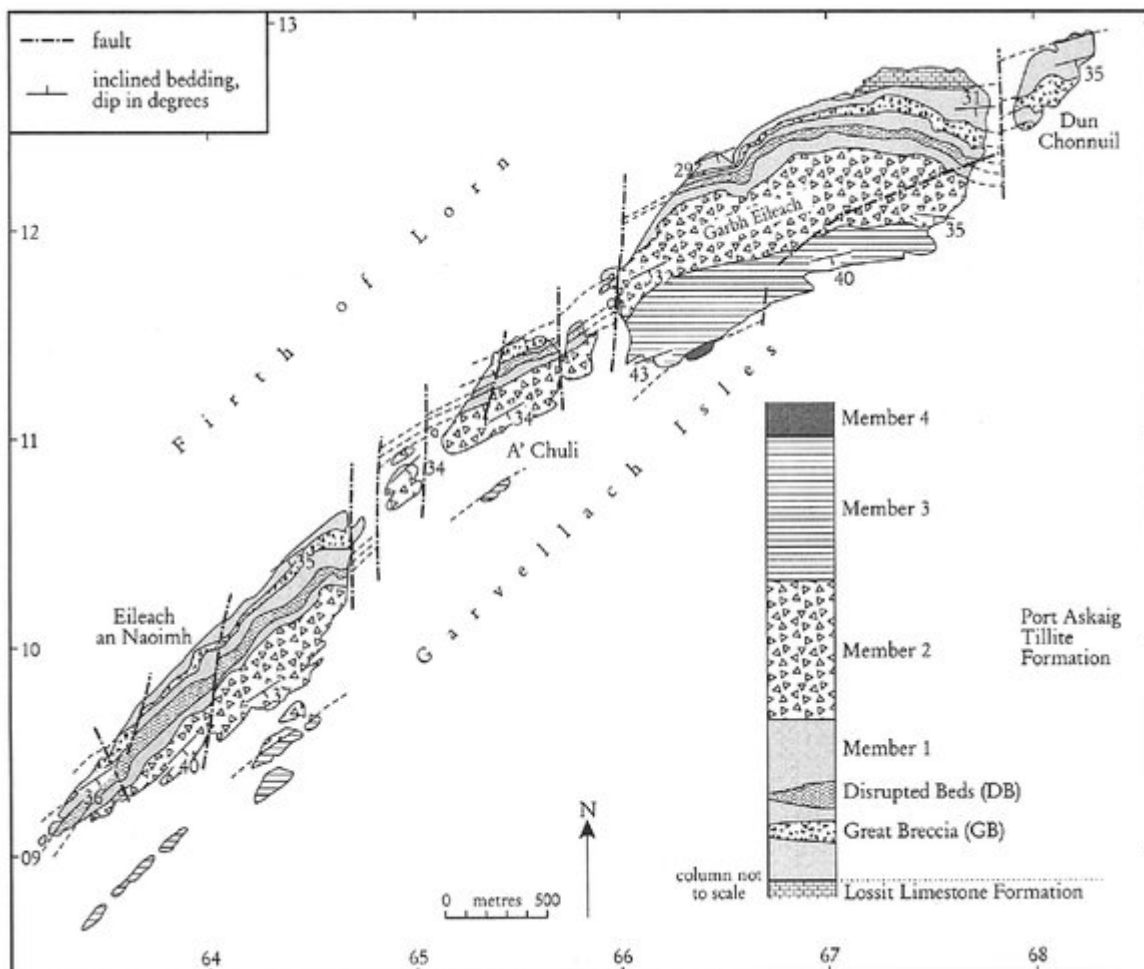 fault
inclined bedding,
dip in degrees
13
12
11
10
09
64
65
66
67
68
Firth of Lorn
Garvellach Isles
Dun
Chonnuil
35
31
29
Garbh Eileach
35
40
43
A' Chuli
34
34
Eileach
an Naoimh
35
40
36
N
0 metres 500
column not
to scale
Member 4
Member 3
Member 2
Member 1
Disrupted Beds (DB)
Great Breccia (GB)
Lossit Limestone Formation
Port Askaig
Tillite
Formation